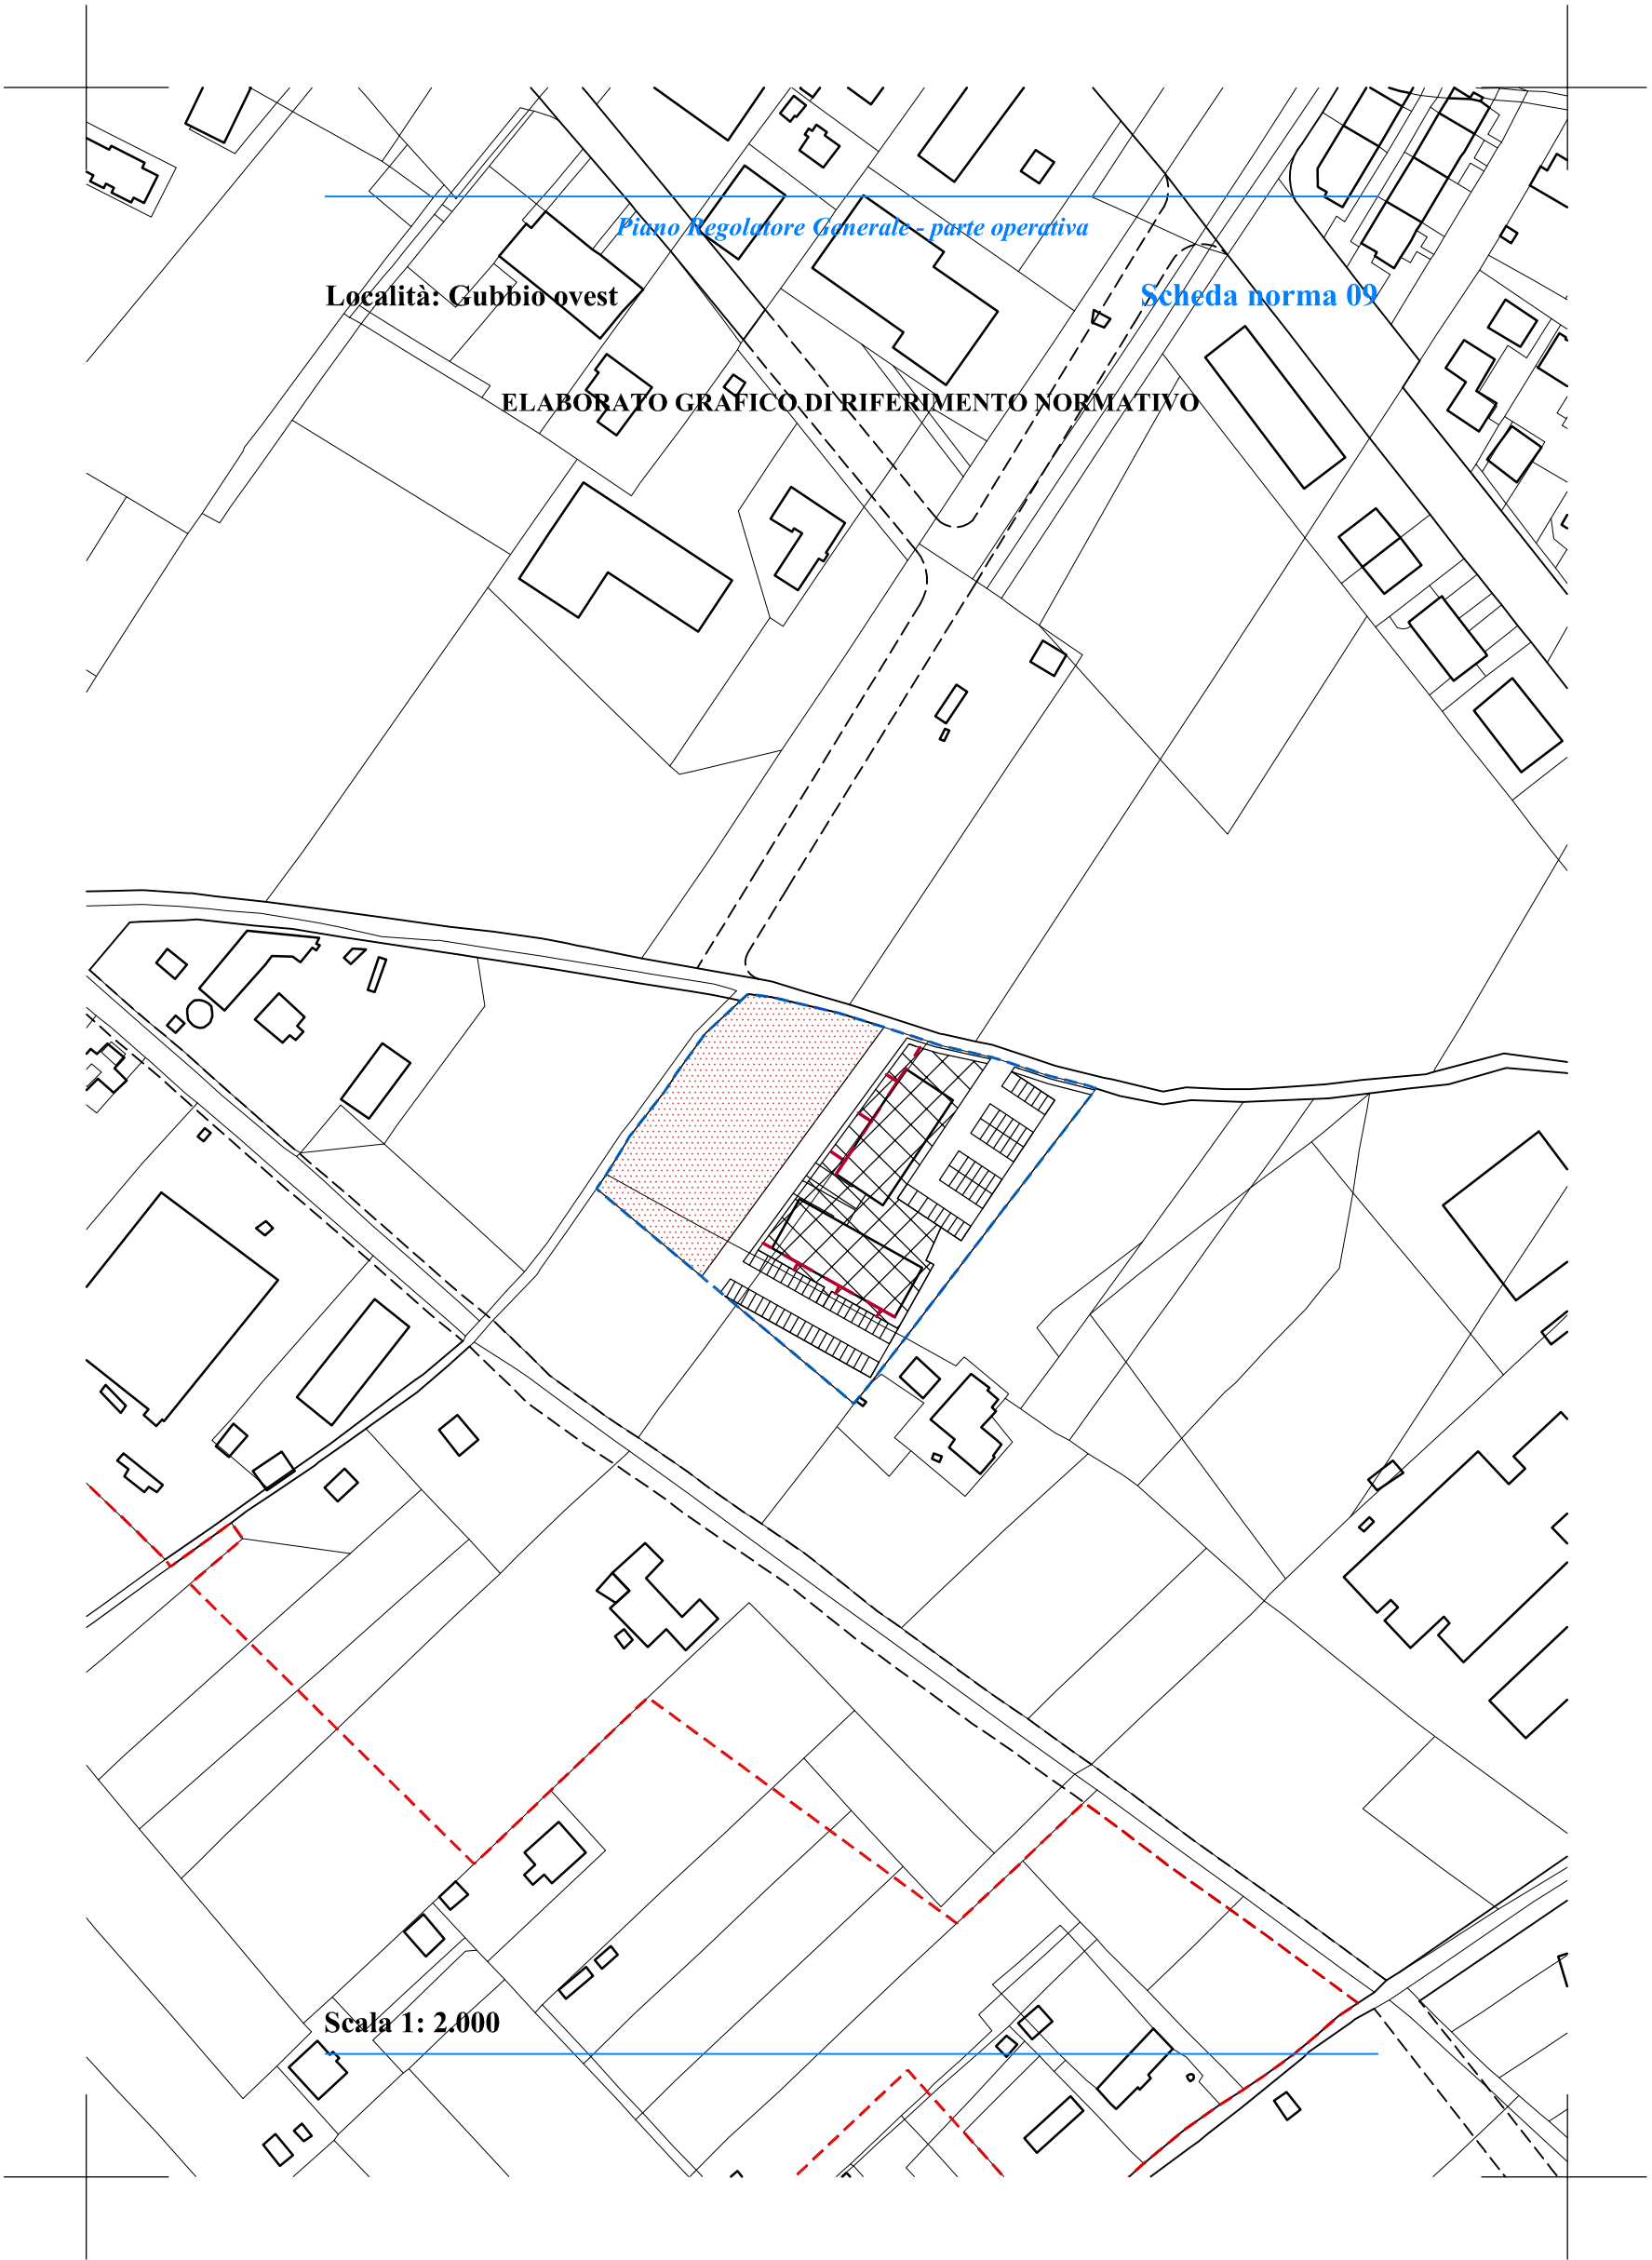 Piano Regolatore Generale - parte operativa
Località: Gubbio ovest
Scheda norma 09
ELABORATO GRAFICO DI RIFERIMENTO NORMATIVO
Scala 1: 2.000